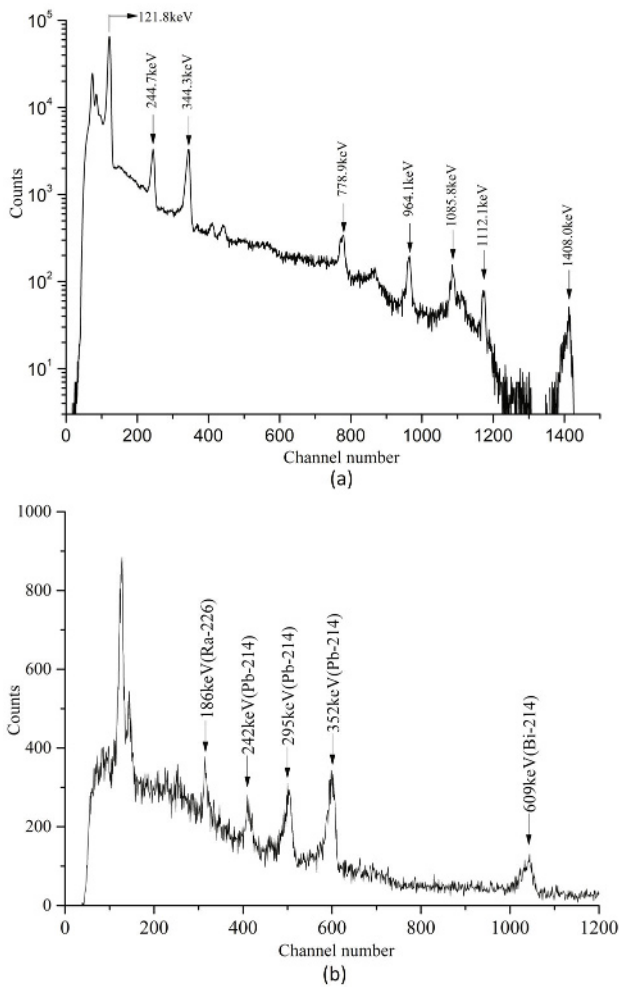 121.8keV
244.7keV
344.3keV
778.9keV
964.1keV
1085.8keV
1112.1keV
1408.0keV
10^5
10^4
10^3
10^2
10^1
Counts
0 200 400 600 800 1000 1200 1400
Channel number
(a)
1000
800
600
400
200
0
Counts
186keV(Ra-226)
242keV(Pb-214)
295keV(Pb-214)
352keV(Pb-214)
609keV(Bi-214)
0 200 400 600 800 1000 1200
Channel number
(b)